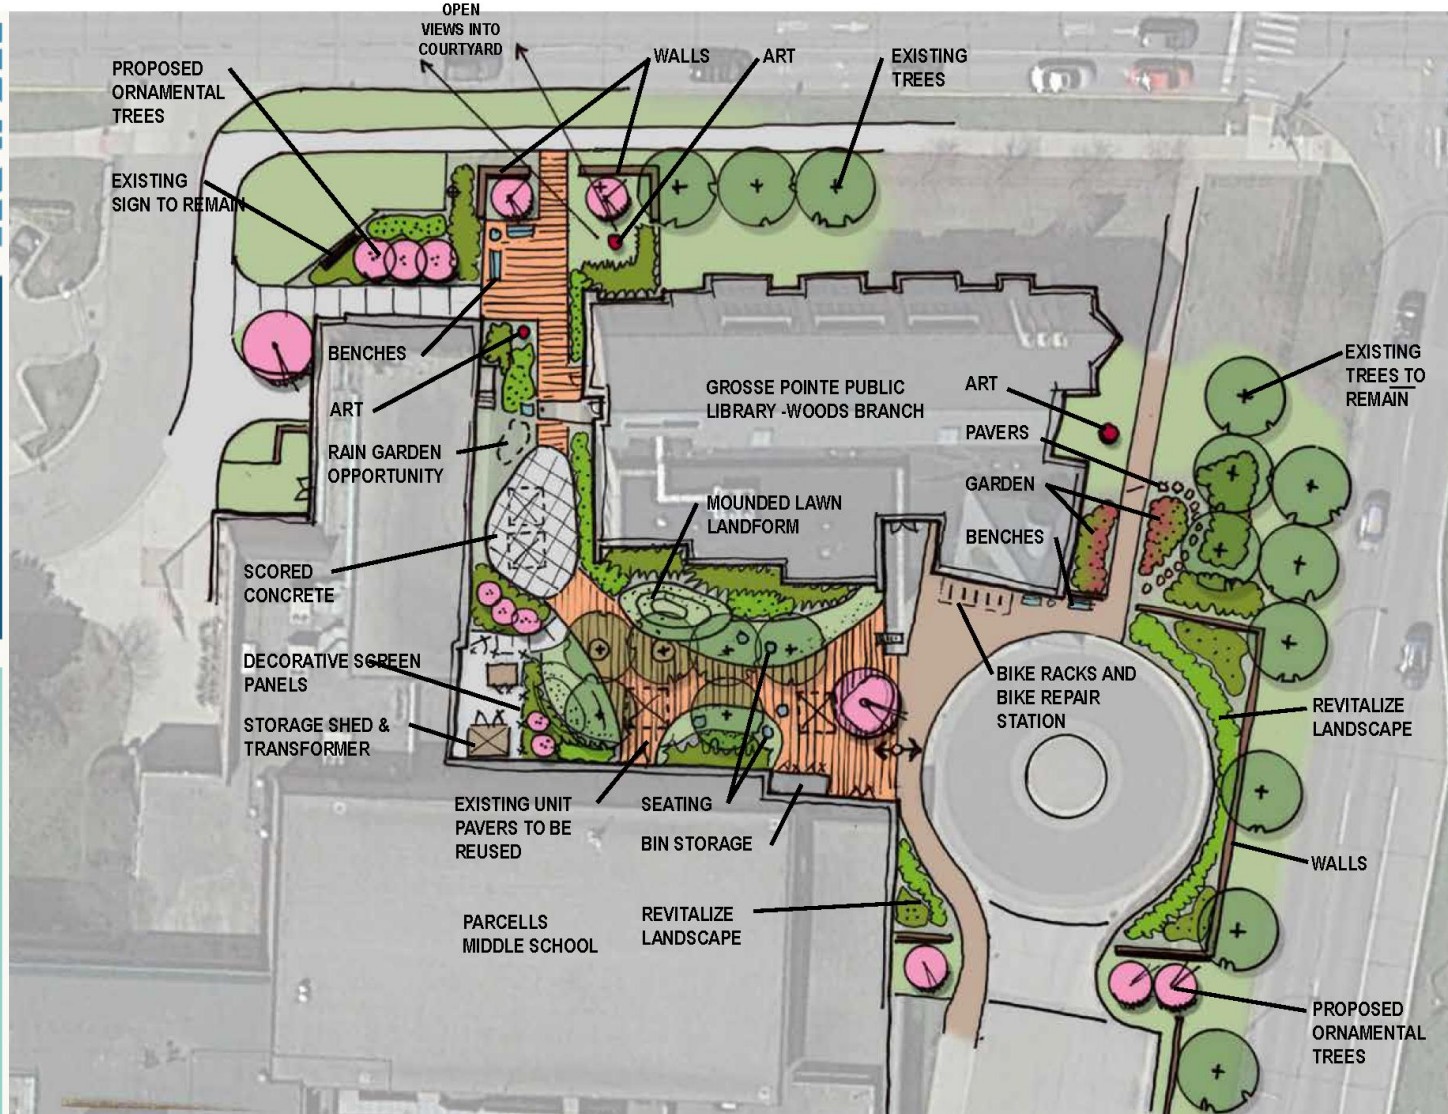 OPEN
VIEWS INTO
COURTYARD
WALLS
ART
EXISTING
TREES
PROPOSED
ORNAMENTAL
TREES
EXISTING
SIGN TO REMAIN
BENCHES
ART
RAIN GARDEN
OPPORTUNITY
GROSSE POINTE PUBLIC
LIBRARY -WOODS BRANCH
ART
PAVERS
GARDEN
BENCHES
EXISTING
TREES TO
REMAIN
MOUNDED LAWN
LANDFORM
SCORED
CONCRETE
DECORATIVE SCREEN
PANELS
STORAGE SHED &
TRANSFORMER
BIKE RACKS AND
BIKE REPAIR
STATION
REVITALIZE
LANDSCAPE
EXISTING UNIT
PAVERS TO BE
REUSED
SEATING
BIN STORAGE
WALLS
PARCELLS
MIDDLE SCHOOL
REVITALIZE
LANDSCAPE
PROPOSED
ORNAMENTAL
TREES